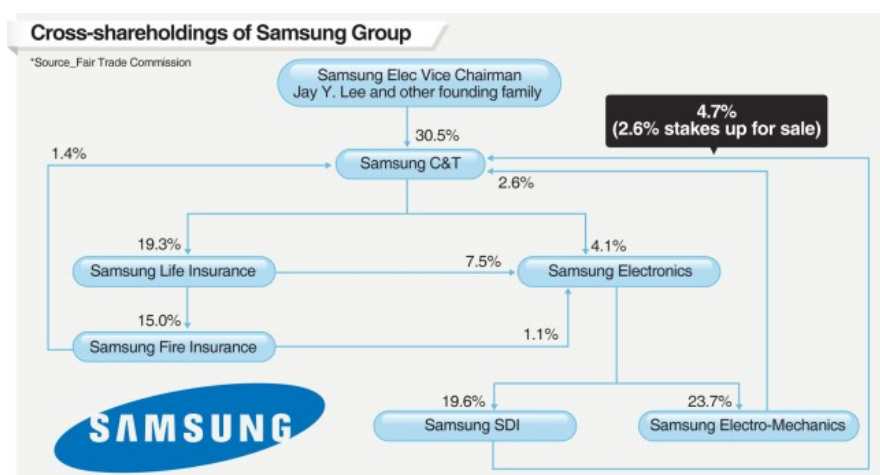 Cross-shareholdings of Samsung Group
*Source_Fair Trade Commission
Samsung Elec Vice Chairman
Jay Y. Lee and other founding family
4.7%
(2.6% stakes up for sale)
30.5%
1.4%
Samsung C&T
2.6%
19.3%
4.1%
Samsung Life Insurance
7.5%
Samsung Electronics
15.0%
1.1%
Samsung Fire Insurance
19.6%
23.7%
SAMSUNG
Samsung SDI
Samsung Electro-Mechanics